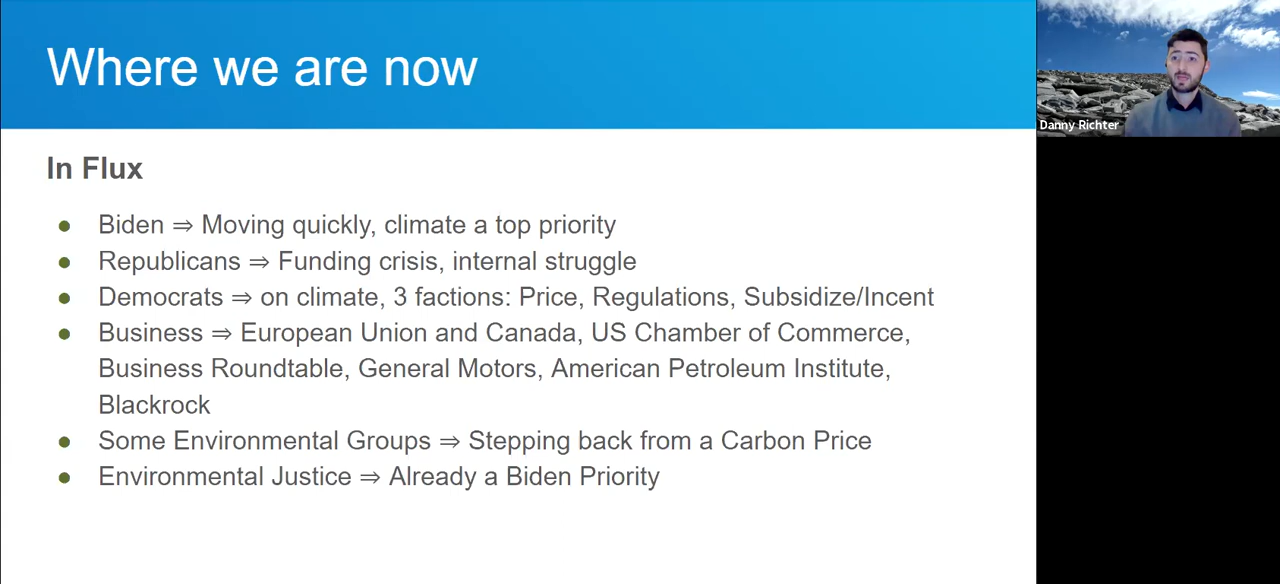 Where we are now
Danny Richter
In Flux
● Biden ⇒ Moving quickly, climate a top priority
● Republicans ⇒ Funding crisis, internal struggle
● Democrats ⇒ on climate, 3 factions: Price, Regulations, Subsidize/Incent
● Business ⇒ European Union and Canada, US Chamber of Commerce,
Business Roundtable, General Motors, American Petroleum Institute,
Blackrock
● Some Environmental Groups ⇒ Stepping back from a Carbon Price
● Environmental Justice ⇒ Already a Biden Priority